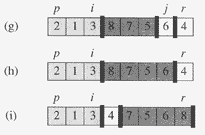 p i j r
(g) 2 1 3 8 7 5 6 4
p i r
(h) 2 1 3 8 7 5 6 4
p i r
(i) 2 1 3 4 7 5 6 8